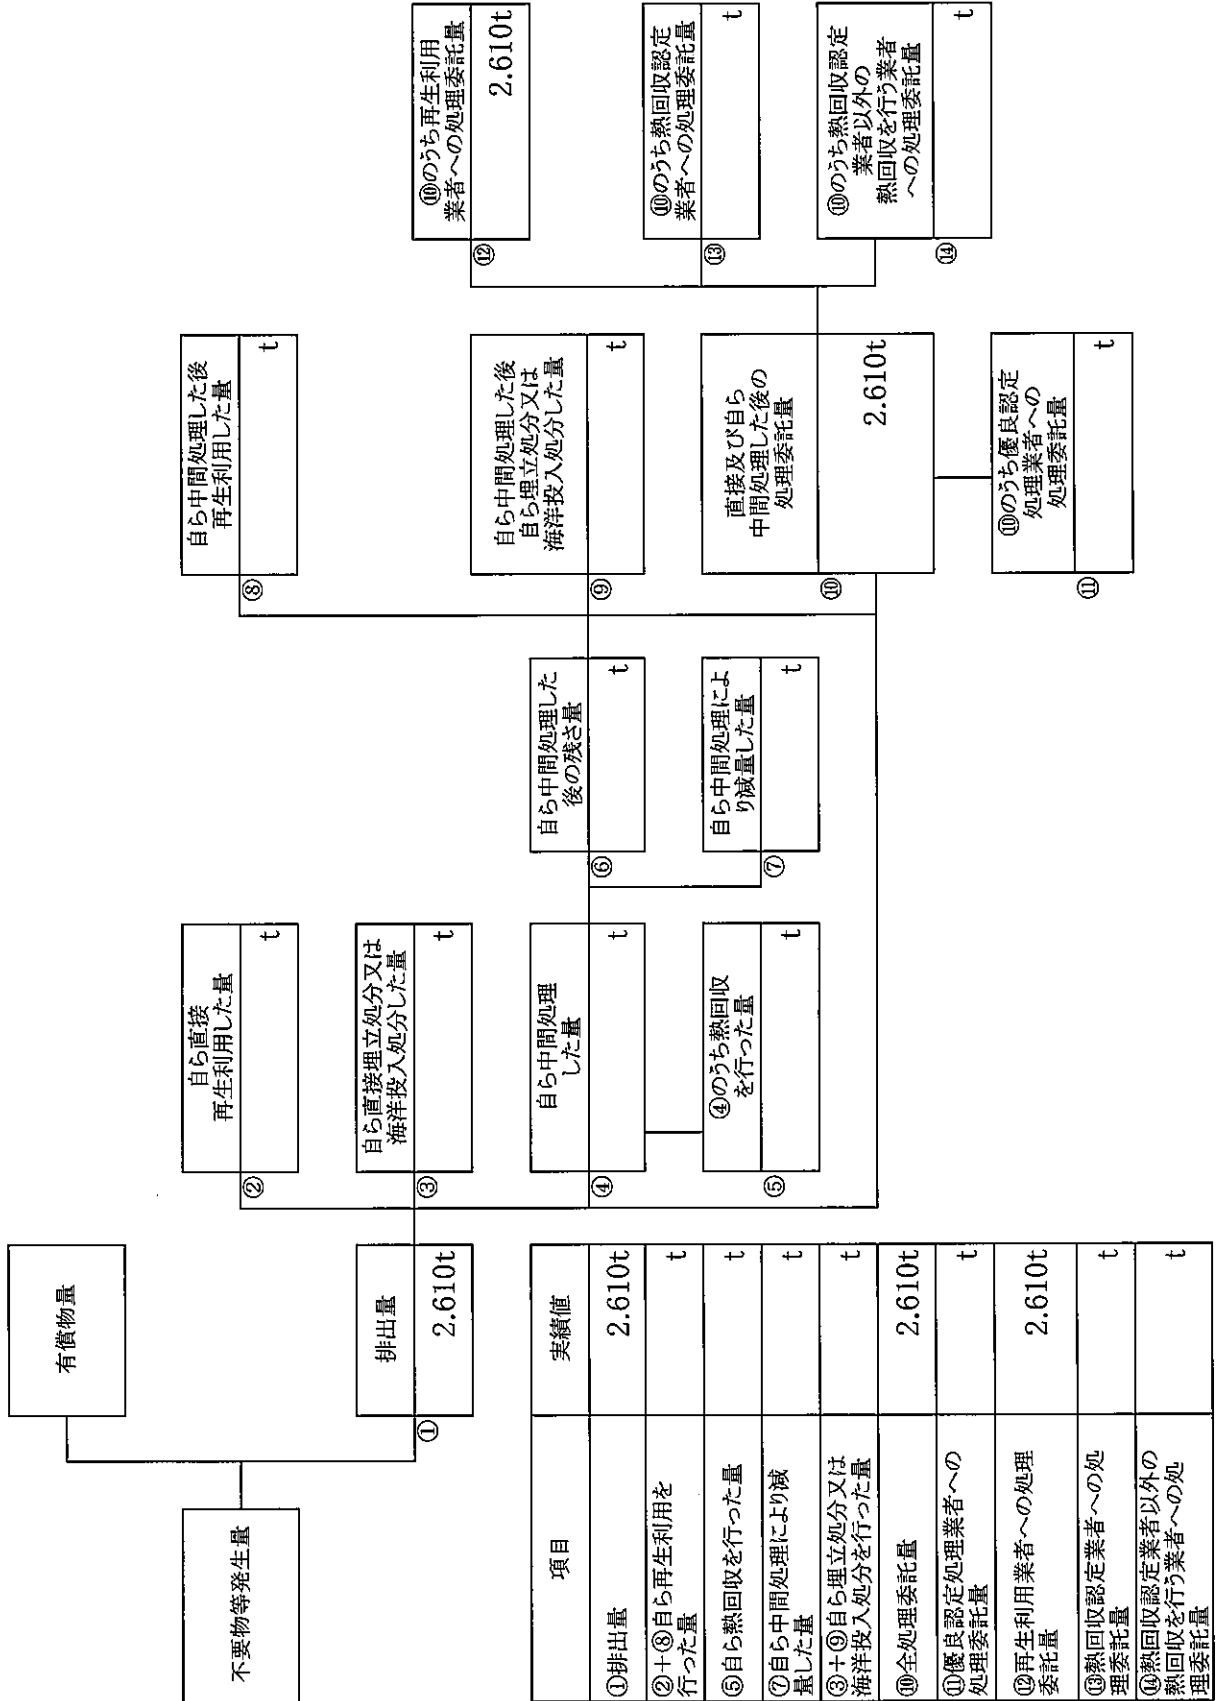 不要物等発生量
有償物量
①
排出量
2.610t
②
自ら直接
再生利用した量
t
③
自ら直接埋立処分又は
海洋投入処分した量
t
④
自ら中間処理
した量
t
⑤
④のうち熱回収
を行った量
t
⑥
自ら中間処理した
後の残さ量
t
⑦
自ら中間処理によ
り減量した量
t
⑧
自ら中間処理した後
再生利用した量
t
⑨
自ら中間処理した後
自ら埋立処分又は
海洋投入処分した量
t
⑩
直接及び自ら
中間処理した後の
処理委託量
2.610t
⑪
⑩のうち優良認定
処理業者への
処理委託量
t
⑫
⑩のうち再生利用
業者への処理委託量
2.610t
⑬
⑩のうち熱回収認定
業者への処理委託量
t
⑭
⑩のうち熱回収認定
業者以外の
熱回収を行う業者
への処理委託量
t
項目 実績値
①排出量 2.610t
②+⑧自ら再生利用を
行った量 t
⑤自ら熱回収を行った量 t
⑦自ら中間処理により減
量した量 t
③+⑨自ら埋立処分又は
海洋投入処分を行った量 t
⑩全処理委託量 2.610t
⑪優良認定処理業者への
処理委託量 t
⑫再生利用業者への処理
委託量 2.610t
⑬熱回収認定業者への処
理委託量 t
⑭熱回収認定業者以外の
熱回収を行う業者への処
理委託量 t